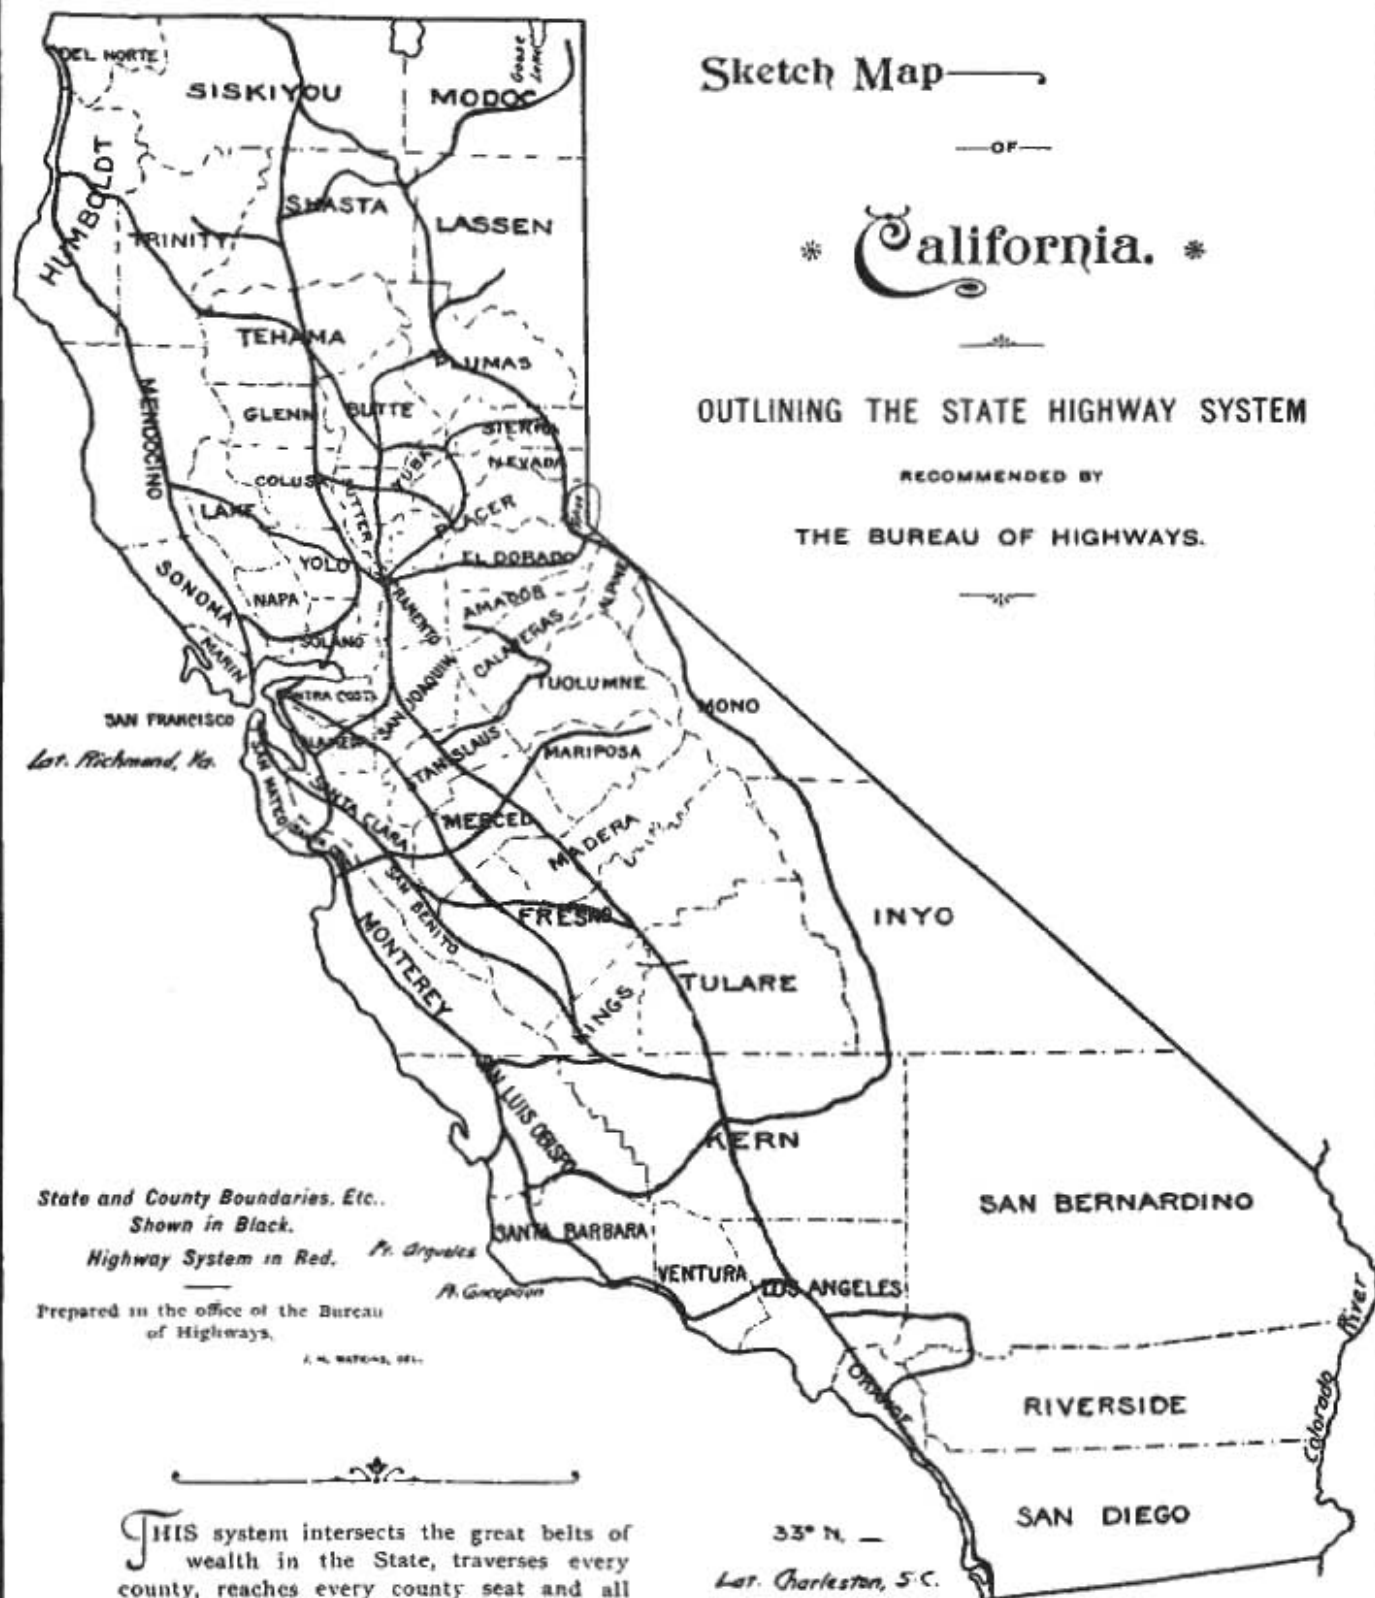 Sketch Map
OF
California.
OUTLINING THE STATE HIGHWAY SYSTEM
RECOMMENDED BY
THE BUREAU OF HIGHWAYS.
DEL NORTE
SISKIYOU
MODOC
GOOSE
LAKE
HUMBOLDT
TRINITY
SHASTA
LASSEN
TEHAMA
PLUMAS
MENDOCINO
GLENN
BUTTE
SIERRA
NEVADA
COLUSA
SUTTER
YUBA
PLACER
LAKE
YOLO
EL DORADO
SONOMA
NAPA
AMADOR
ALPINE
MARIN
SOLANO
CALAVERAS
CONTRA COSTA
SAN JOAQUIN
TUOLUMNE
MONO
SAN FRANCISCO
Lat. Richmond, Va.
ALAMEDA
STANISLAUS
MARIPOSA
SAN MATEO
SANTA CLARA
MERCED
MADERA
SAN BENITO
FRESNO
INYO
MONTEREY
KINGS
TULARE
SAN LUIS OBISPO
KERN
SAN BERNARDINO
SANTA BARBARA
VENTURA
LOS ANGELES
Pt. Arguelos
Pt. Concepcion
ORANGE
RIVERSIDE
SAN DIEGO
Colorado
River
33° N.
Lat. Charleston, S.C.
State and County Boundaries, Etc..
Shown in Black.
Highway System in Red.
Prepared in the office of the Bureau
of Highways.
J. H. WATKINS, DEL.
THIS system intersects the great belts of
wealth in the State, traverses every
county, reaches every county seat and all